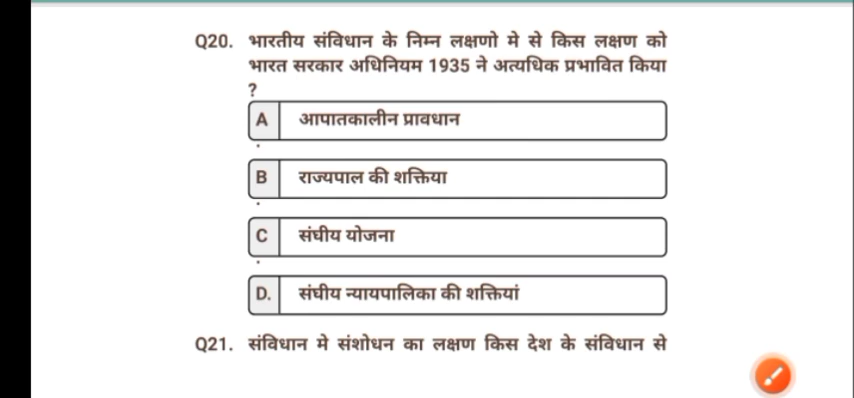 Q20. भारतीय संविधान के निम्न लक्षणो मे से किस लक्षण को
भारत सरकार अधिनियम 1935 ने अत्यधिक प्रभावित किया
?
A आपातकालीन प्रावधान
B राज्यपाल की शक्तिया
C संघीय योजना
D. संघीय न्यायपालिका की शक्तियां
Q21. संविधान मे संशोधन का लक्षण किस देश के संविधान से